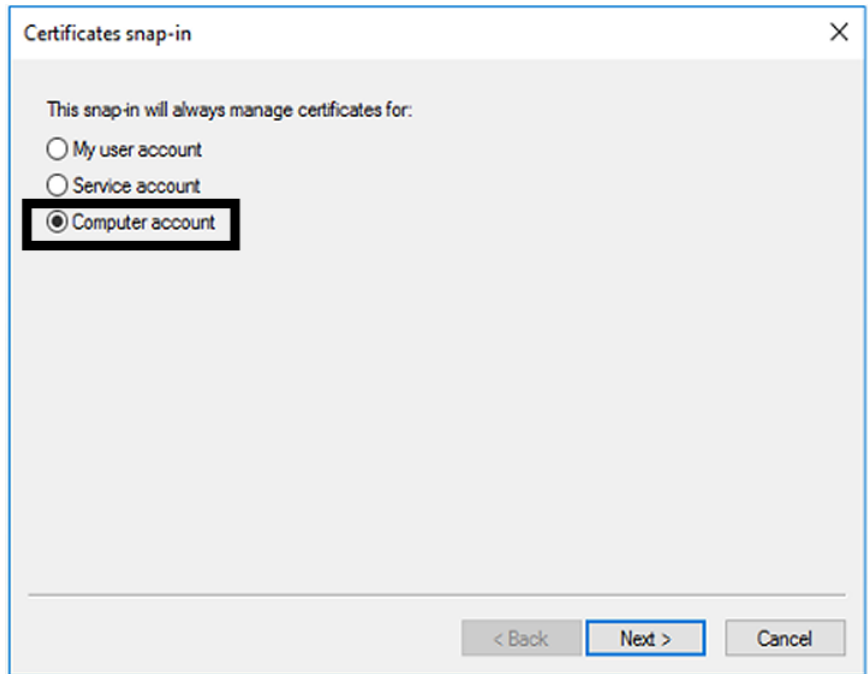 Certificates snap-in
This snap-in will always manage certificates for:
My user account
Service account
Computer account
< Back
Next >
Cancel